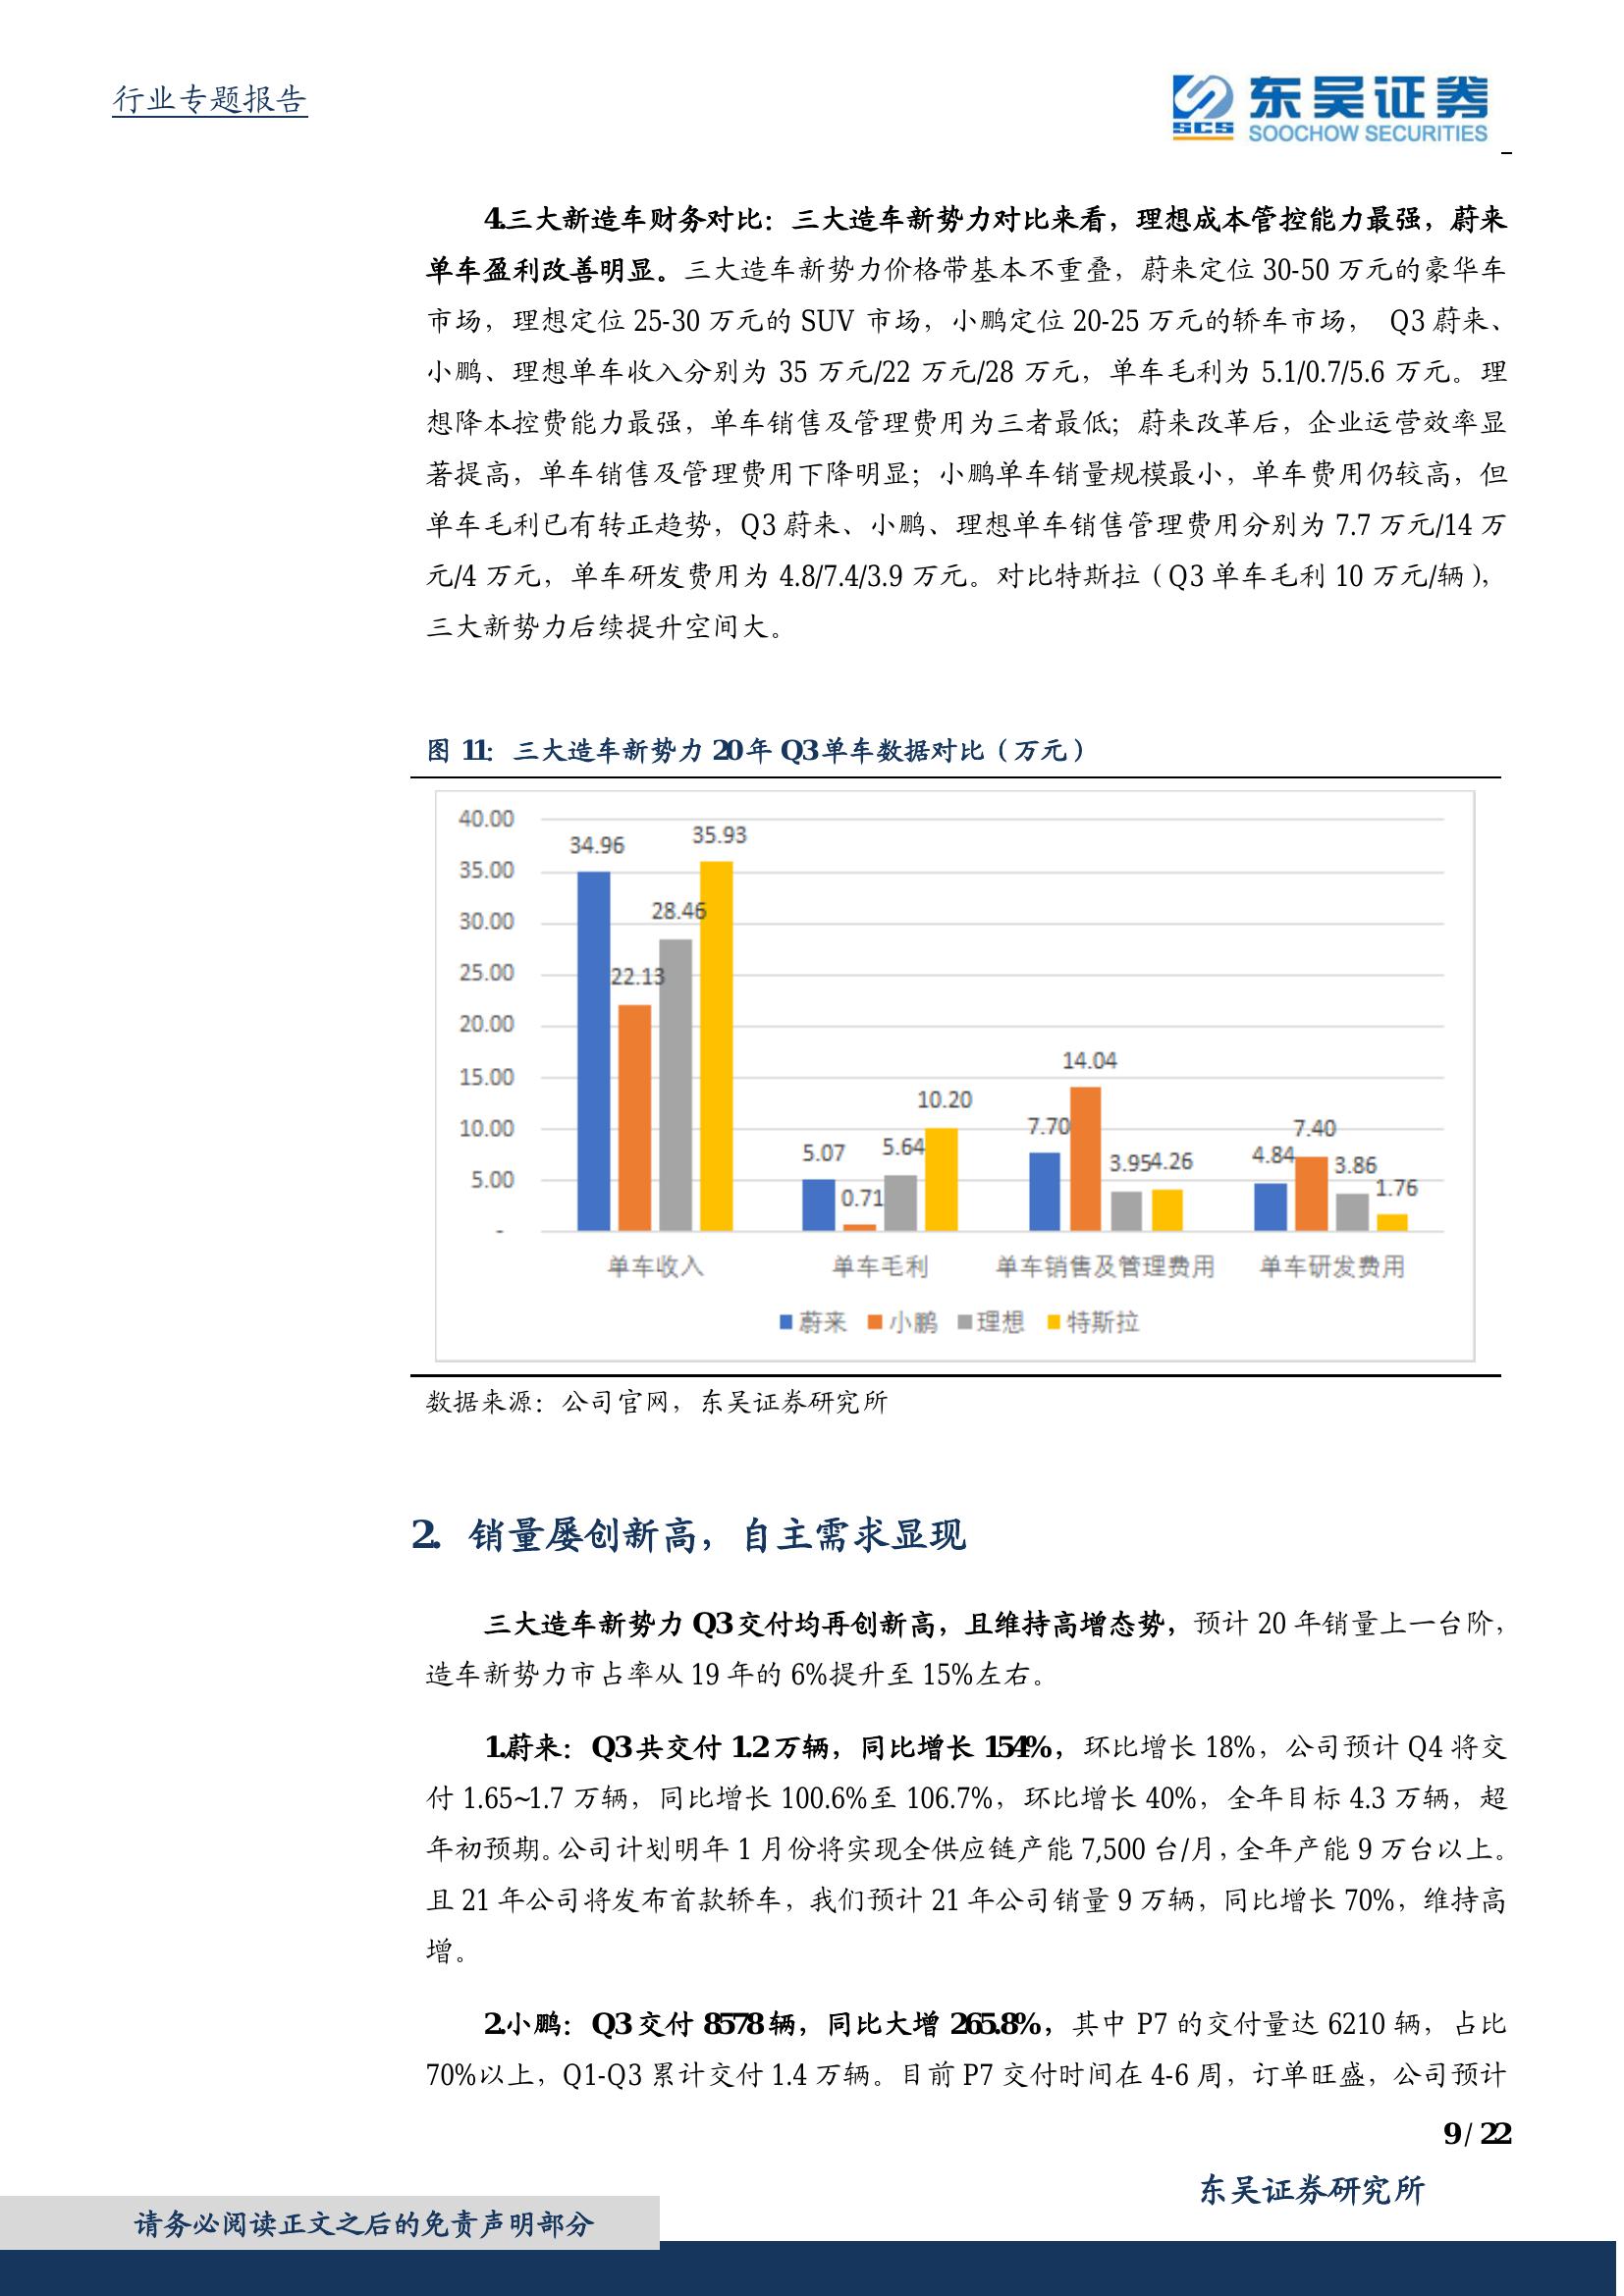 行业专题报告
东吴证券
SCS
SOOCHOW SECURITIES
4.三大新造车财务对比：三大造车新势力对比来看，理想成本管控能力最强，蔚来
单车盈利改善明显。三大造车新势力价格带基本不重叠，蔚来定位 30-50 万元的豪华车
市场，理想定位 25-30 万元的 SUV 市场，小鹏定位 20-25 万元的轿车市场， Q3 蔚来、
小鹏、理想单车收入分别为 35 万元/22 万元/28 万元，单车毛利为 5.1/0.7/5.6 万元。理
想降本控费能力最强，单车销售及管理费用为三者最低；蔚来改革后，企业运营效率显
著提高，单车销售及管理费用下降明显；小鹏单车销量规模最小，单车费用仍较高，但
单车毛利已有转正趋势，Q3 蔚来、小鹏、理想单车销售管理费用分别为 7.7 万元/14 万
元/4 万元，单车研发费用为 4.8/7.4/3.9 万元。对比特斯拉（Q3 单车毛利 10 万元/辆），
三大新势力后续提升空间大。
图 11：三大造车新势力 20 年 Q3 单车数据对比（万元）
40.00
35.00
30.00
25.00
20.00
15.00
10.00
5.00
-
34.96
22.13
28.46
35.93
5.07
0.71
5.64
10.20
7.70
14.04
3.95
4.26
4.84
7.40
3.86
1.76
单车收入
单车毛利
单车销售及管理费用
单车研发费用
蔚来 小鹏 理想 特斯拉
数据来源：公司官网，东吴证券研究所
2. 销量屡创新高，自主需求显现
三大造车新势力 Q3 交付均再创新高，且维持高增态势，预计 20 年销量上一台阶，
造车新势力市占率从 19 年的 6%提升至 15%左右。
1.蔚来：Q3 共交付 1.2 万辆，同比增长 154%，环比增长 18%，公司预计 Q4 将交
付 1.65~1.7 万辆，同比增长 100.6%至 106.7%，环比增长 40%，全年目标 4.3 万辆，超
年初预期。公司计划明年 1 月份将实现全供应链产能 7,500 台/月，全年产能 9 万台以上。
且 21 年公司将发布首款轿车，我们预计 21 年公司销量 9 万辆，同比增长 70%，维持高
增。
2.小鹏：Q3 交付 8578 辆，同比大增 265.8%，其中 P7 的交付量达 6210 辆，占比
70%以上，Q1-Q3 累计交付 1.4 万辆。目前 P7 交付时间在 4-6 周，订单旺盛，公司预计
9 / 22
东吴证券研究所
请务必阅读正文之后的免责声明部分